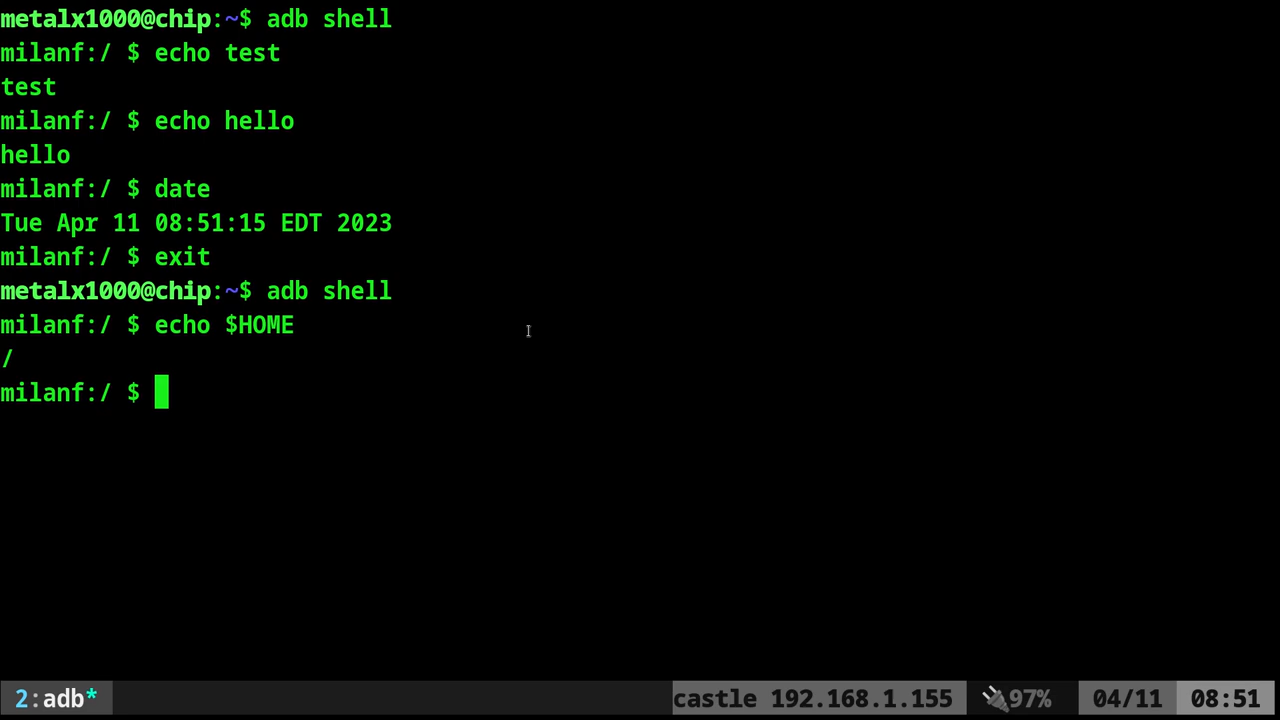 metalx1000@chip:~$ adb shell
milanf:/ $ echo test
test
milanf:/ $ echo hello
hello
milanf:/ $ date
Tue Apr 11 08:51:15 EDT 2023
milanf:/ $ exit
metalx1000@chip:~$ adb shell
milanf:/ $ echo $HOME
/
milanf:/ $
2:adb* castle 192.168.1.155 🔌97% 04/11 08:51